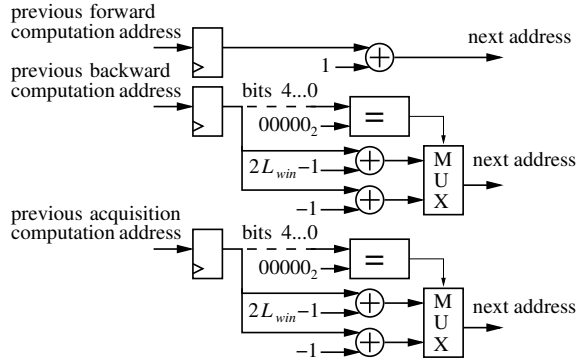 previous forward
computation address
next address
1
previous backward
computation address
bits 4...0
=
00000₂
2L_win −1
M
U
X
next address
−1
previous acquisition
computation address
bits 4...0
=
00000₂
2L_win −1
M
U
X
next address
−1